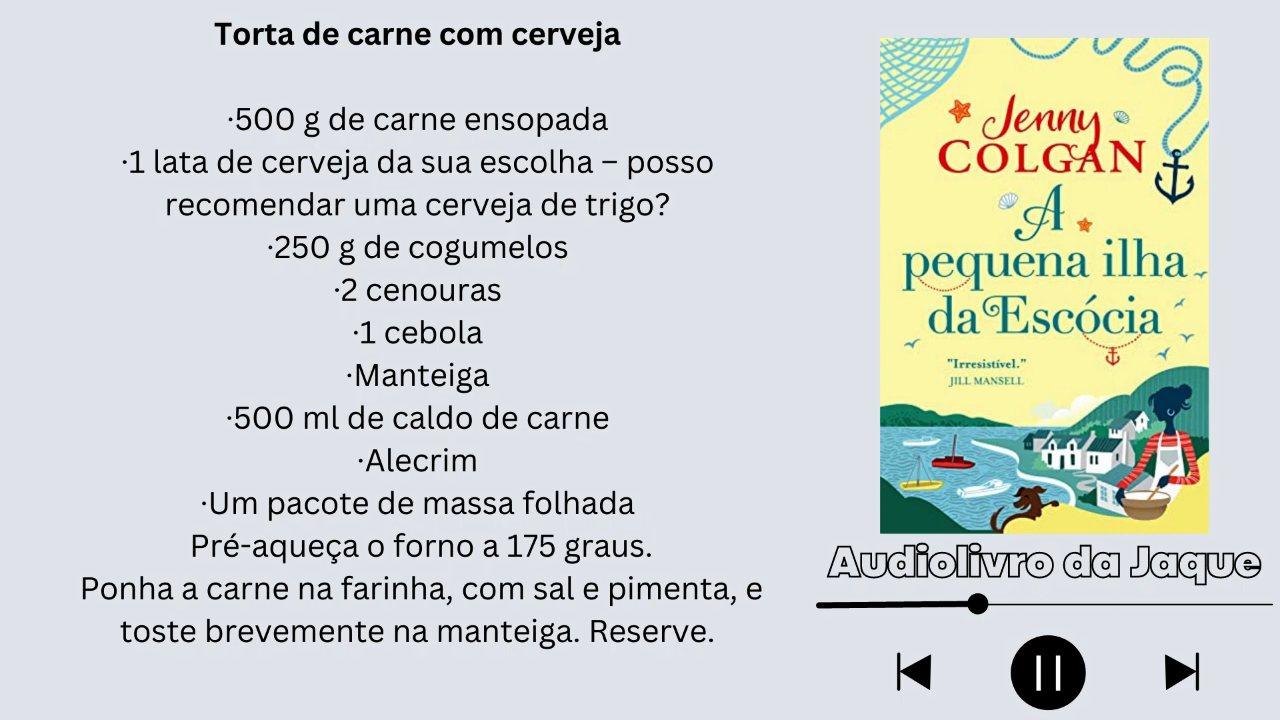 Torta de carne com cerveja
·500 g de carne ensopada
·1 lata de cerveja da sua escolha – posso
recomendar uma cerveja de trigo?
·250 g de cogumelos
·2 cenouras
·1 cebola
·Manteiga
·500 ml de caldo de carne
·Alecrim
·Um pacote de massa folhada
Pré-aqueça o forno a 175 graus.
Ponha a carne na farinha, com sal e pimenta, e
toste brevemente na manteiga. Reserve.
Jenny
COLGAN
A
pequena ilha
da Escócia
"Irresistível."
JILL MANSELL
Audiolivro da Jaque